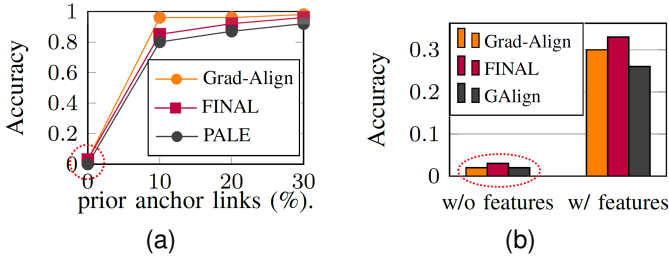 Accuracy
1
0.8
0.6
0.4
0.2
0
Grad-Align
FINAL
PALE
0 10 20 30
prior anchor links (%).
(a)
Accuracy
0.3
0.2
0.1
0
Grad-Align
FINAL
GAlign
w/o features w/ features
(b)